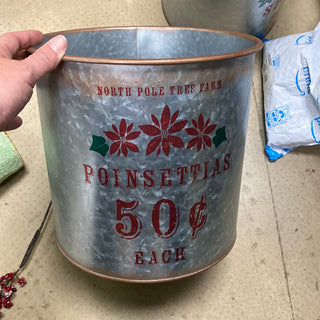 NORTH POLE TREE FARM
POINSETTIAS
50¢
EACH